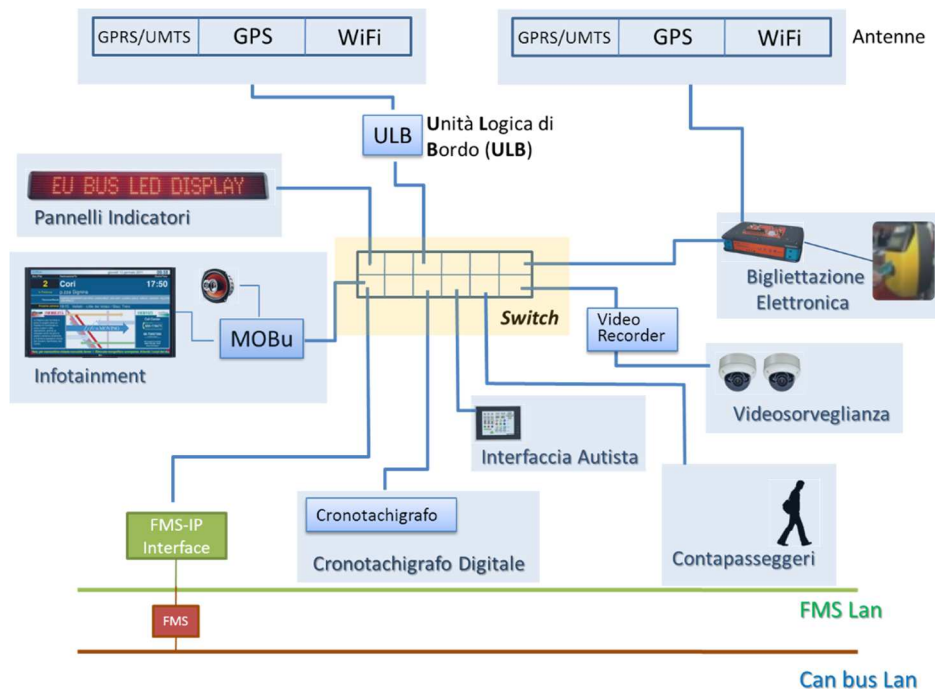 GPRS/UMTS GPS WiFi
GPRS/UMTS GPS WiFi
Antenne
ULB
Unità Logica di
Bordo (ULB)
EU BUS LED DISPLAY
Pannelli Indicatori
2 Cori 17:50
Infotainment
MOBu
Switch
Bigliettazione
Elettronica
Video
Recorder
Videosorveglianza
Interfaccia Autista
Cronotachigrafo
Cronotachigrafo Digitale
Contapasseggeri
FMS-IP
Interface
FMS Lan
FMS
Can bus Lan